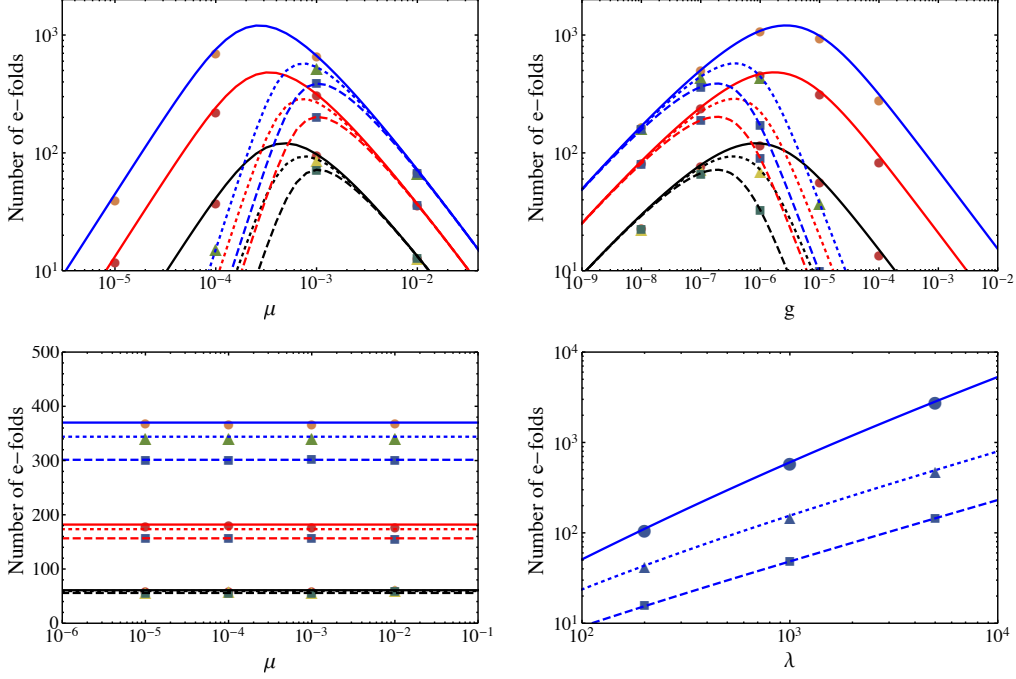 Number of e−folds
10³
10²
10¹
10⁻⁵ 10⁻⁴ 10⁻³ 10⁻²
μ
Number of e−folds
10³
10²
10¹
10⁻⁹ 10⁻⁸ 10⁻⁷ 10⁻⁶ 10⁻⁵ 10⁻⁴ 10⁻³ 10⁻²
g
Number of e−folds
500
400
300
200
100
0
10⁻⁶ 10⁻⁵ 10⁻⁴ 10⁻³ 10⁻² 10⁻¹
μ
Number of e−folds
10⁴
10³
10²
10¹
10² 10³ 10⁴
λ